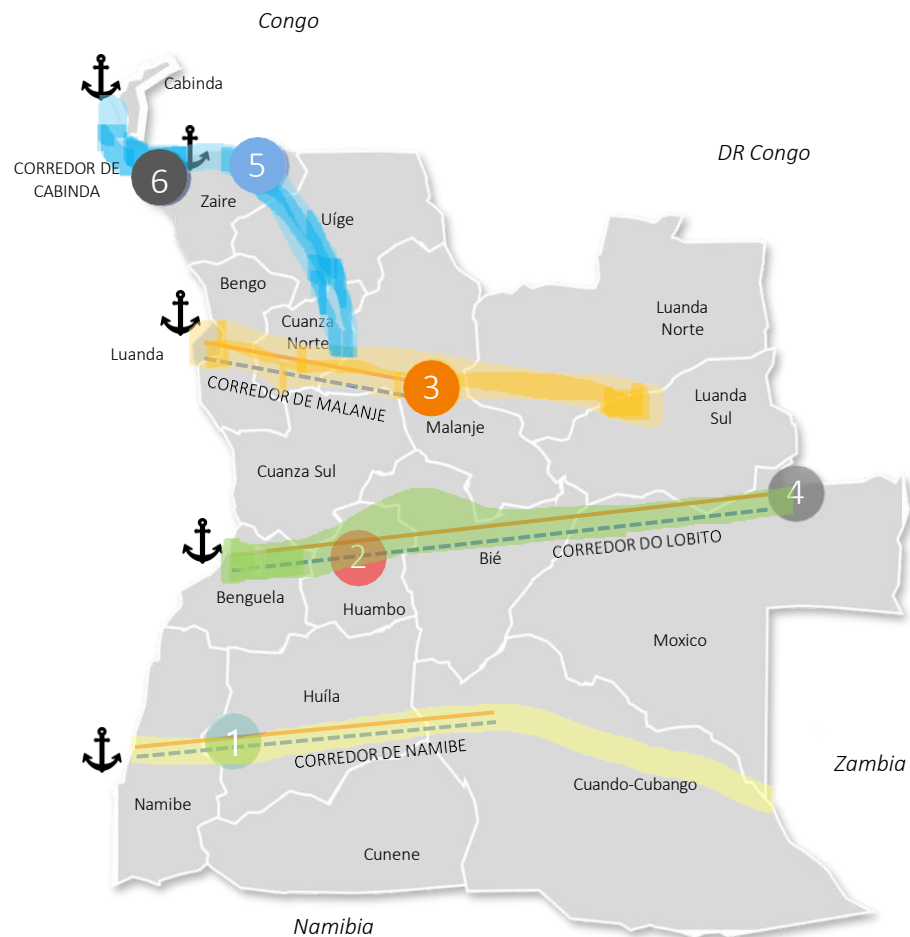 Congo
Cabinda
DR Congo
CORREDOR DE
CABINDA
6
5
Zaire
Uíge
Bengo
Luanda
Norte
Cuanza
Norte
Luanda
CORREDOR DE MALANJE
3
Luanda
Sul
Malanje
Cuanza Sul
4
2
Bié
CORREDOR DO LOBITO
Benguela
Huambo
Moxico
Huíla
1
CORREDOR DE NAMIBE
Zambia
Cuando-Cubango
Namibe
Cunene
Namibia